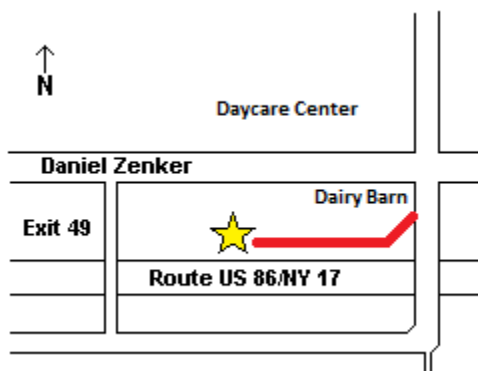 N
Daycare Center
Daniel Zenker
Dairy Barn
Exit 49
Route US 86/NY 17